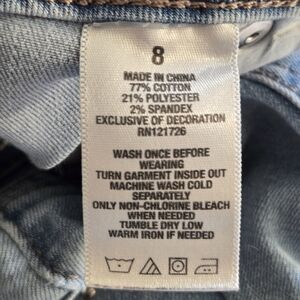 8
MADE IN CHINA
77% COTTON
21% POLYESTER
2% SPANDEX
EXCLUSIVE OF DECORATION
RN121726
WASH ONCE BEFORE
WEARING
TURN GARMENT INSIDE OUT
MACHINE WASH COLD
SEPARATELY
ONLY NON-CHLORINE BLEACH
WHEN NEEDED
TUMBLE DRY LOW
WARM IRON IF NEEDED